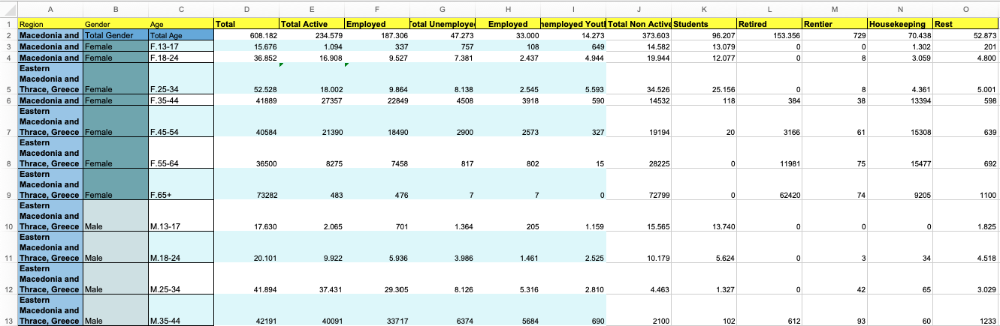 A B C D E F G H I J K L M N O
1 Region Gender Age Total Total Active Employed Total Unemployed Employed nemployed Yout Total Non Active Students Retired Rentier Housekeeping Rest
2 Macedonia and Total Gender Total Age 608.182 234.579 187.306 47.273 33.000 14.273 373.603 96.207 153.356 729 70.438 52.873
3 Macedonia and Female F.13-17 15.676 1.094 337 757 108 649 14.582 13.079 0 0 1.302 201
4 Macedonia and Female F.18-24 36.852 16.908 9.527 7.381 2.437 4.944 19.944 12.077 0 8 3.059 4.800
Eastern
Macedonia and
5 Thrace, Greece Female F.25-34 52.528 18.002 9.864 8.138 2.545 5.593 34.526 25.156 0 8 4.361 5.001
6 Macedonia and Female F.35-44 41889 27357 22849 4508 3918 590 14532 118 384 38 13394 598
Eastern
Macedonia and
7 Thrace, Greece Female F.45-54 40584 21390 18490 2900 2573 327 19194 20 3166 61 15308 639
Eastern
Macedonia and
8 Thrace, Greece Female F.55-64 36500 8275 7458 817 802 15 28225 0 11981 75 15477 692
Eastern
Macedonia and
9 Thrace, Greece Female F.65+ 73282 483 476 7 7 0 72799 0 62420 74 9205 1100
Eastern
Macedonia and
10 Thrace, Greece Male M.13-17 17.630 2.065 701 1.364 205 1.159 15.565 13.740 0 0 0 1.825
Eastern
Macedonia and
11 Thrace, Greece Male M.18-24 20.101 9.922 5.936 3.986 1.461 2.525 10.179 5.624 0 3 34 4.518
Eastern
Macedonia and
12 Thrace, Greece Male M.25-34 41.894 37.431 29.305 8.126 5.316 2.810 4.463 1.327 0 42 65 3.029
Eastern
Macedonia and
13 Thrace, Greece Male M.35-44 42191 40091 33717 6374 5684 690 2100 102 612 93 60 1233